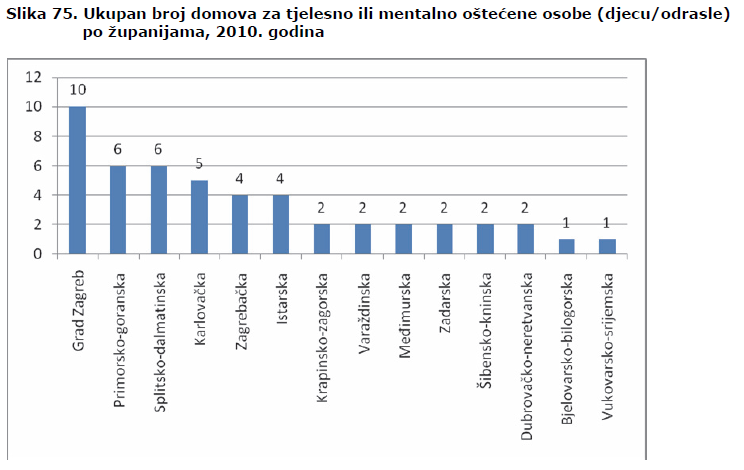 Slika 75. Ukupan broj domova za tjelesno ili mentalno oštećene osobe (djecu/odrasle)
po županijama, 2010. godina
12
10
8
6
4
2
0
10
6
6
5
4
4
2
2
2
2
2
2
1
1
Grad Zagreb
Primorsko-goranska
Splitsko-dalmatinska
Karlovačka
Zagrebačka
Istarska
Krapinsko-zagorska
Varaždinska
Međimurska
Zadarska
Šibensko-kninska
Dubrovačko-neretvanska
Bjelovarsko-bilogorska
Vukovarsko-srijemska